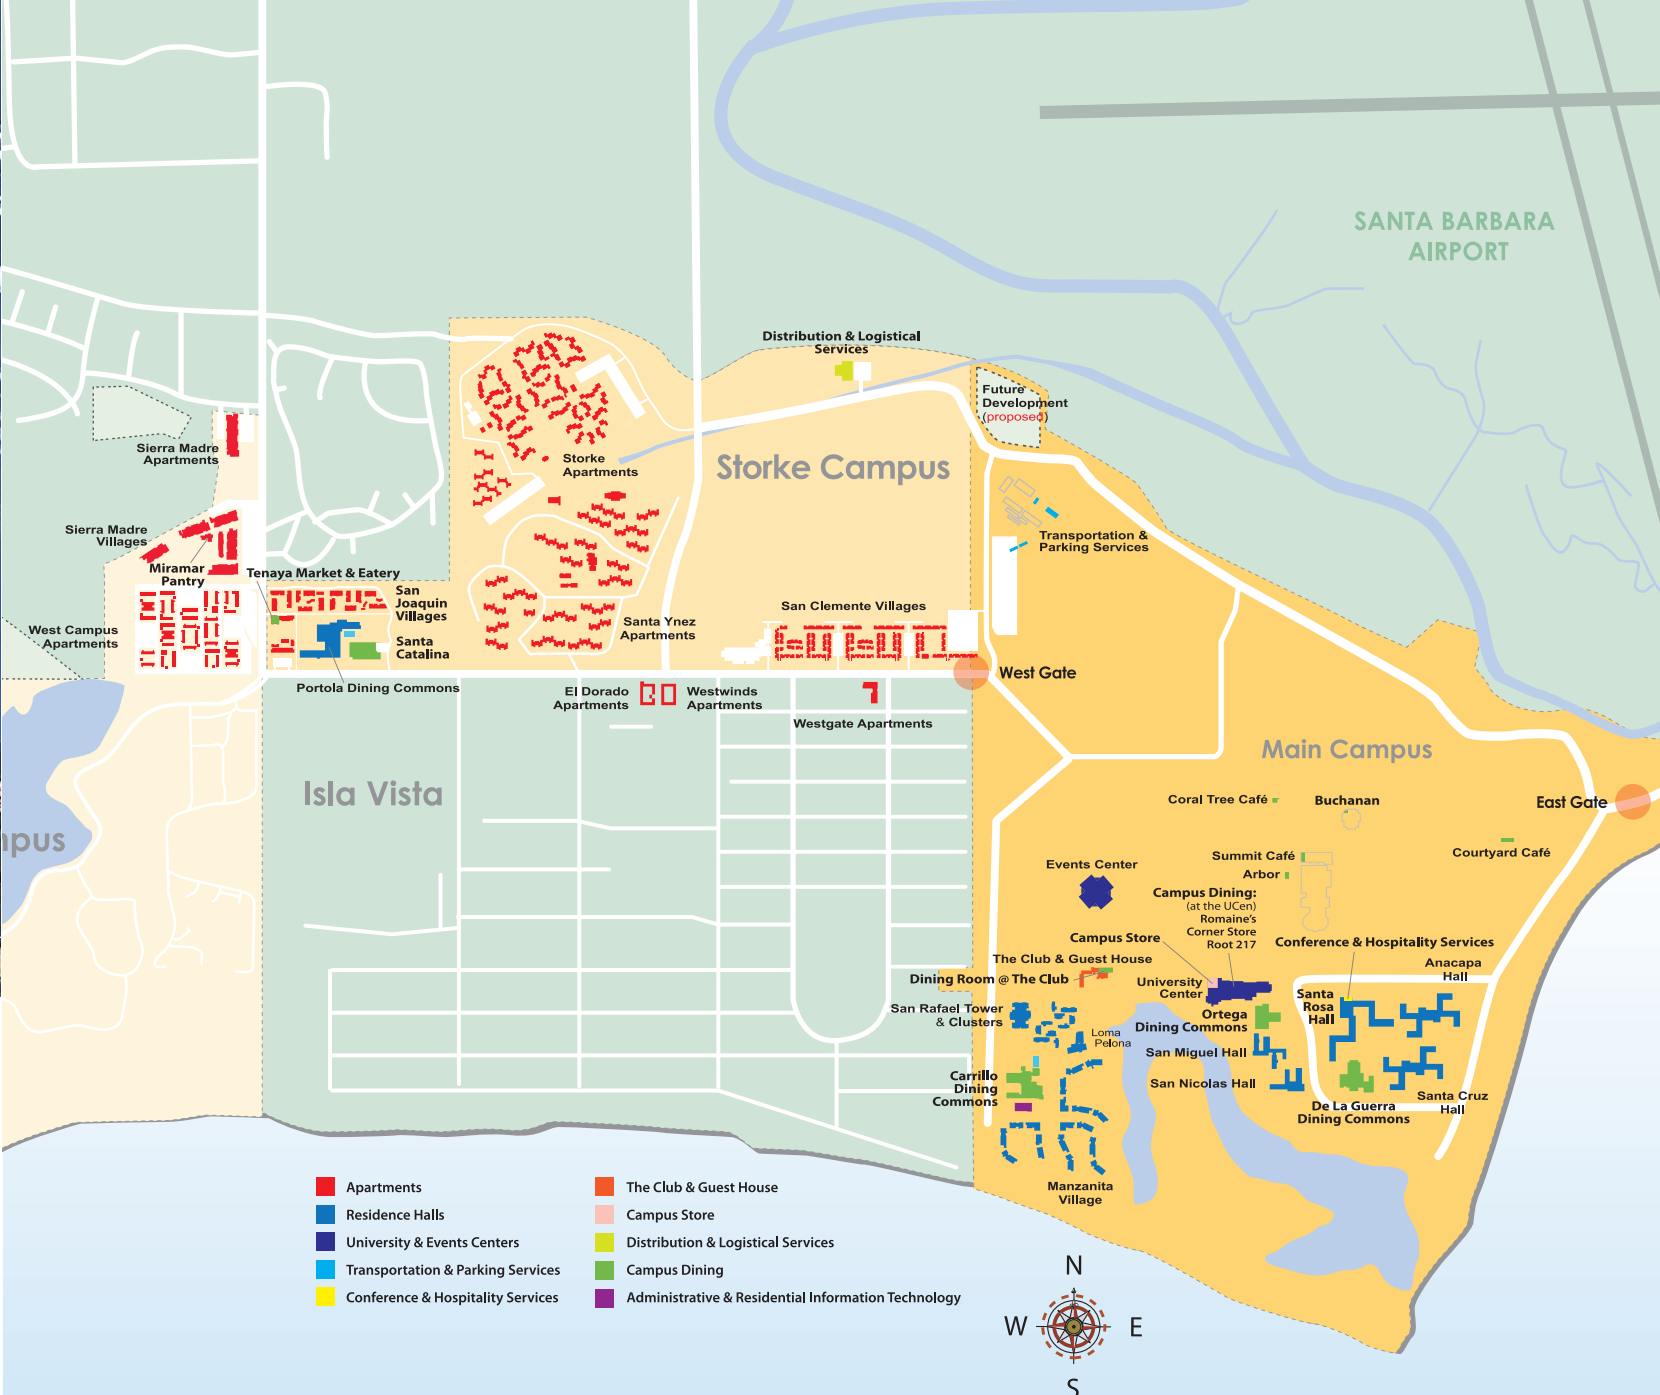 SANTA BARBARA
AIRPORT
Distribution & Logistical
Services
Future
Development
(proposed)
Sierra Madre
Apartments
Storke
Apartments
Storke Campus
Sierra Madre
Villages
Transportation &
Parking Services
Miramar
Pantry
Tenaya Market & Eatery
San
Joaquin
Villages
San Clemente Villages
West Campus
Apartments
Santa Ynez
Apartments
Santa
Catalina
West Gate
Portola Dining Commons
El Dorado
Apartments
Westwinds
Apartments
Westgate Apartments
Main Campus
Isla Vista
Coral Tree Café
Buchanan
East Gate
mpus
Summit Café
Courtyard Café
Events Center
Arbor
Campus Dining:
(at the UCen)
Romaine's
Corner Store
Root 217
Campus Store
Conference & Hospitality Services
The Club & Guest House
Anacapa
Hall
Dining Room @ The Club
University
Center
Santa
Rosa
Hall
San Rafael Tower
& Clusters
Ortega
Dining Commons
Loma
Pelona
San Miguel Hall
Carrillo
Dining
Commons
San Nicolas Hall
Santa Cruz
Hall
De La Guerra
Dining Commons
Manzanita
Village
Apartments
Residence Halls
University & Events Centers
Transportation & Parking Services
Conference & Hospitality Services
The Club & Guest House
Campus Store
Distribution & Logistical Services
Campus Dining
Administrative & Residential Information Technology
N
W
E
S